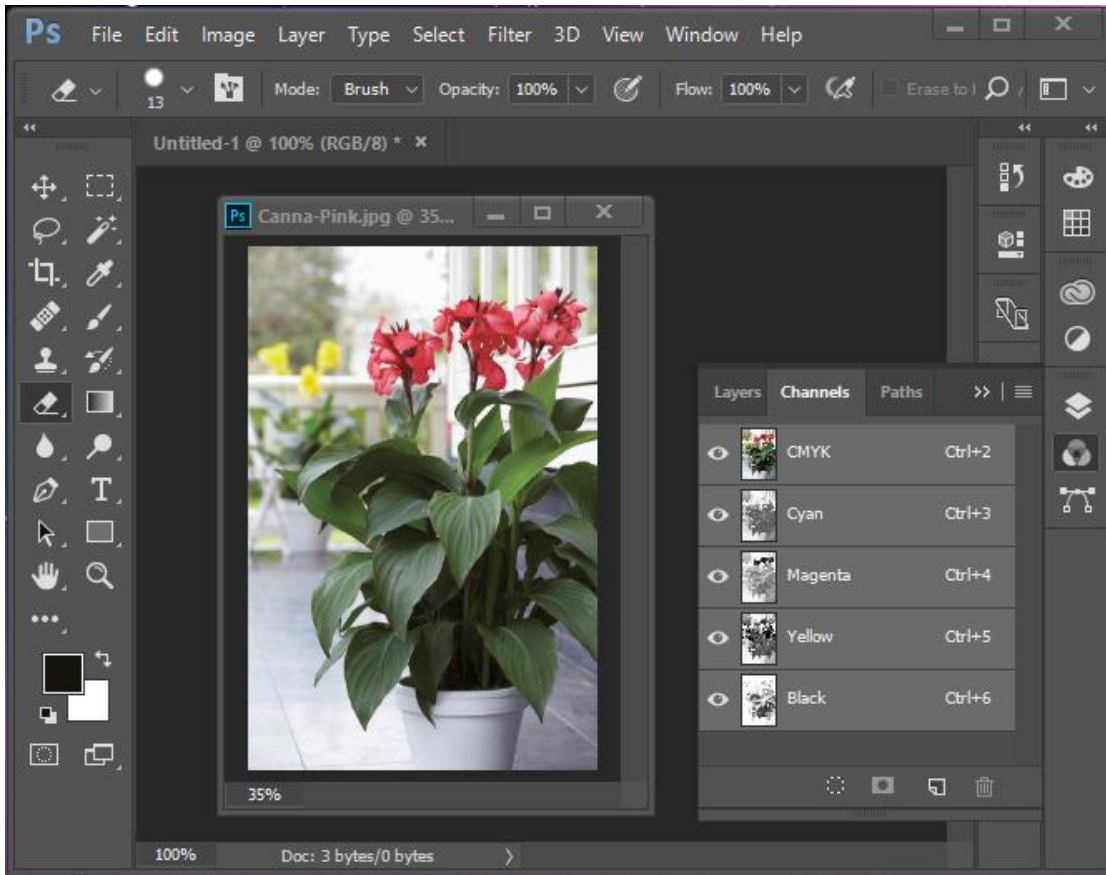 Ps File Edit Image Layer Type Select Filter 3D View Window Help
13 Mode: Brush Opacity: 100% Flow: 100% Erase to
Untitled-1 @ 100% (RGB/8) *
Ps Canna-Pink.jpg @ 35...
Layers Channels Paths
CMYK Ctrl+2
Cyan Ctrl+3
Magenta Ctrl+4
Yellow Ctrl+5
Black Ctrl+6
35%
100% Doc: 3 bytes/0 bytes